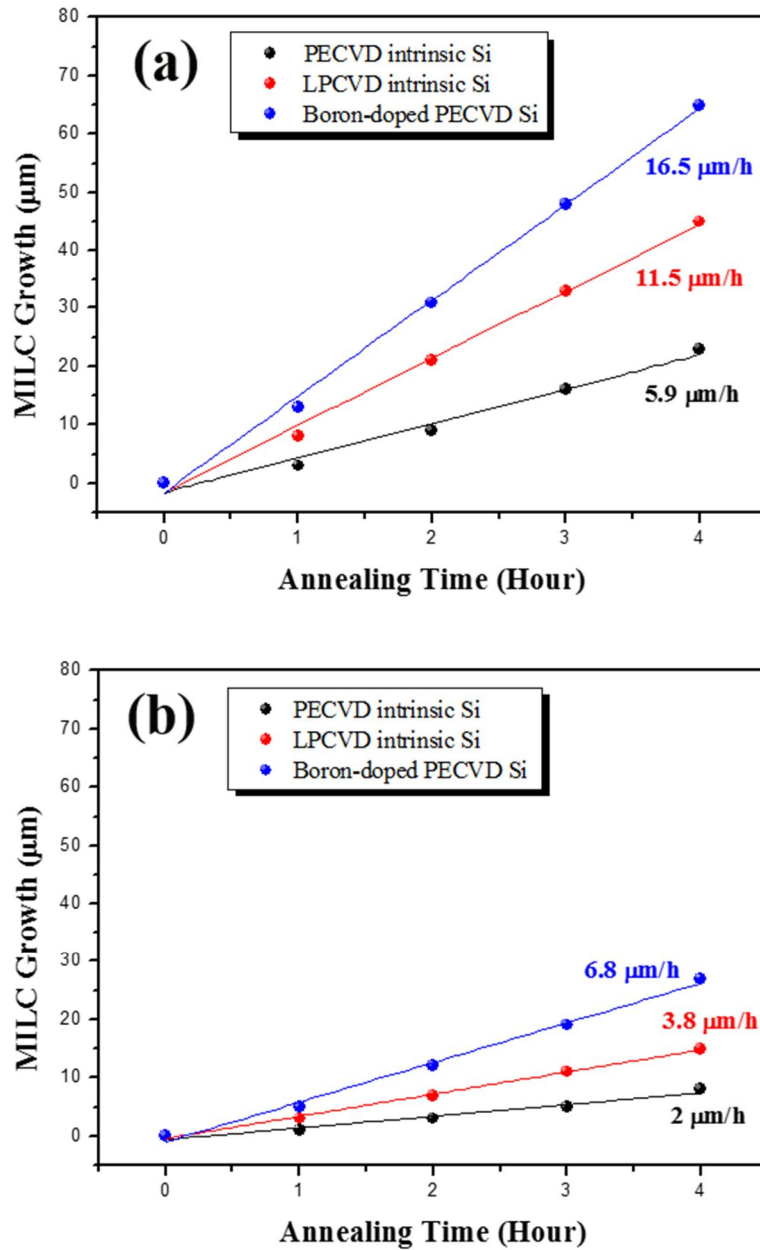 (a)
PECVD intrinsic Si
LPCVD intrinsic Si
Boron-doped PECVD Si
80
70
60
50
40
30
20
10
0
MILC Growth (μm)
16.5 μm/h
11.5 μm/h
5.9 μm/h
0 1 2 3 4
Annealing Time (Hour)
(b)
PECVD intrinsic Si
LPCVD intrinsic Si
Boron-doped PECVD Si
80
70
60
50
40
30
20
10
0
MILC Growth (μm)
6.8 μm/h
3.8 μm/h
2 μm/h
0 1 2 3 4
Annealing Time (Hour)